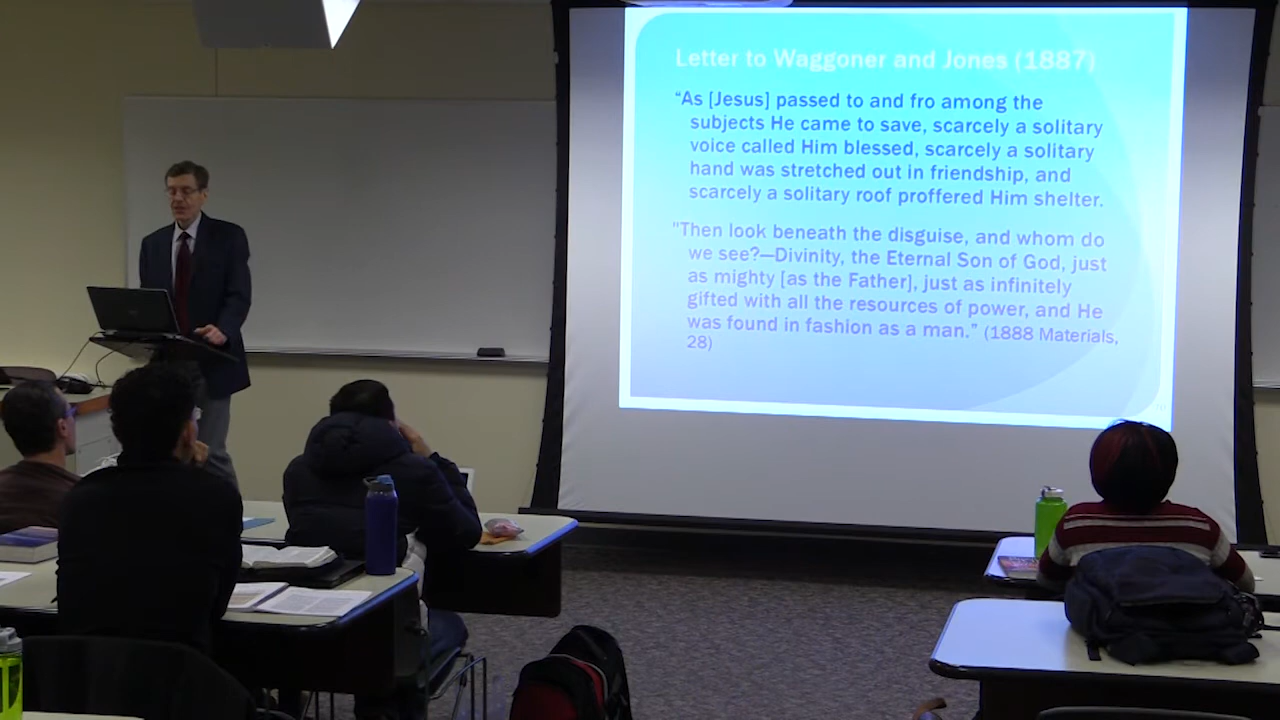 Letter to Waggoner and Jones (1887)
“As [Jesus] passed to and fro among the
subjects He came to save, scarcely a solitary
voice called Him blessed, scarcely a solitary
hand was stretched out in friendship, and
scarcely a solitary roof proffered Him shelter.
"Then look beneath the disguise, and whom do
we see?—Divinity, the Eternal Son of God, just
as mighty [as the Father], just as infinitely
gifted with all the resources of power, and He
was found in fashion as a man.” (1888 Materials,
28)